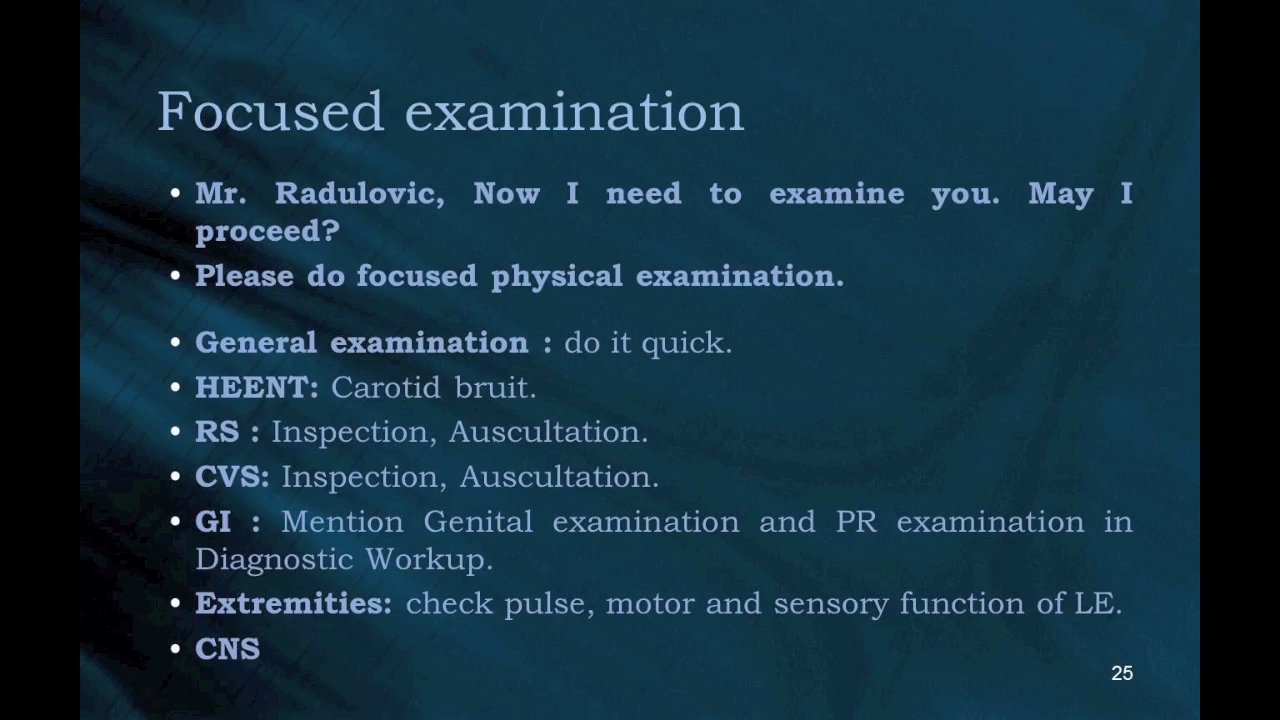 Focused examination
• Mr. Radulovic, Now I need to examine you. May I
proceed?
• Please do focused physical examination.
• General examination : do it quick.
• HEENT: Carotid bruit.
• RS : Inspection, Auscultation.
• CVS: Inspection, Auscultation.
• GI : Mention Genital examination and PR examination in
Diagnostic Workup.
• Extremities: check pulse, motor and sensory function of LE.
• CNS
25